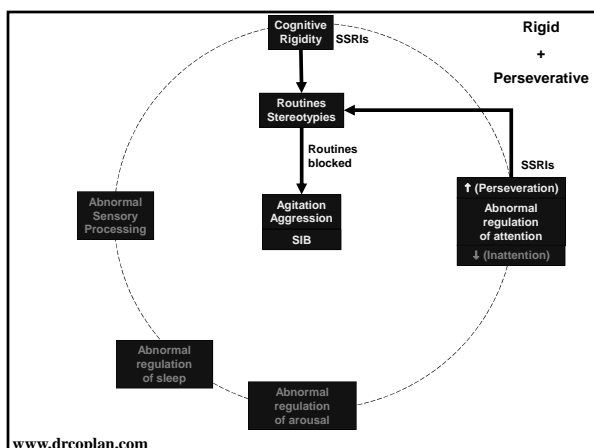 Cognitive
Rigidity
SSRIs
Rigid
+
Perseverative
Routines
Stereotypies
Routines
blocked
SSRIs
↑ (Perseveration)
Abnormal
regulation
of attention
↓ (Inattention)
Abnormal
Sensory
Processing
Agitation
Aggression
SIB
Abnormal
regulation
of sleep
Abnormal
regulation
of arousal
www.drcoplan.com